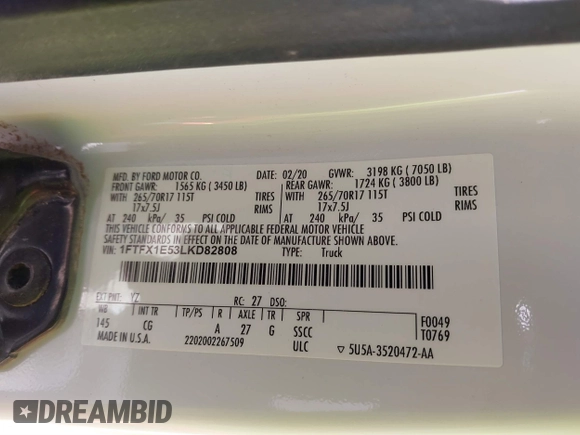 MFD. BY FORD MOTOR CO.
DATE: 02/20 GVWR: 3198 KG (7050 LB)
FRONT GAWR: 1565 KG (3450 LB) REAR GAWR: 1724 KG (3800 LB)
WITH 265/70R17 115T TIRES WITH 265/70R17 115T TIRES
17x7.5J RIMS 17x7.5J RIMS
AT 240 kPa/ 35 PSI COLD AT 240 kPa/ 35 PSI COLD
THIS VEHICLE CONFORMS TO ALL APPLICABLE FEDERAL MOTOR VEHICLE
SAFETY STANDARDS IN EFFECT ON THE DATE OF MANUFACTURE SHOWN ABOVE.
VIN: 1FTFX1E53LKD82808 TYPE: Truck
EXT PNT: YZ RC: 27 DSO:
WB INT TR TP/PS R AXLE TR SPR
F0049
145 CG A 27 G SSCC
T0769
MADE IN U.S.A. 2202002267509 ULC ▽ 5U5A-3520472-AA
DREAMBID